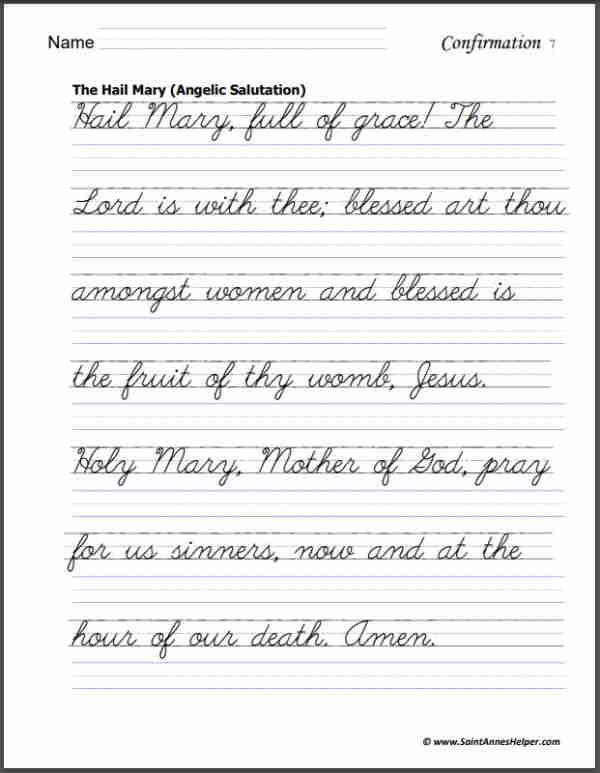 Name Confirmation 7
The Hail Mary (Angelic Salutation)
Hail Mary, full of grace! The
Lord is with thee; blessed art thou
amongst women and blessed is
the fruit of thy womb, Jesus.
Holy Mary, Mother of God, pray
for us sinners, now and at the
hour of our death. Amen.
© www.SaintAnnesHelper.com